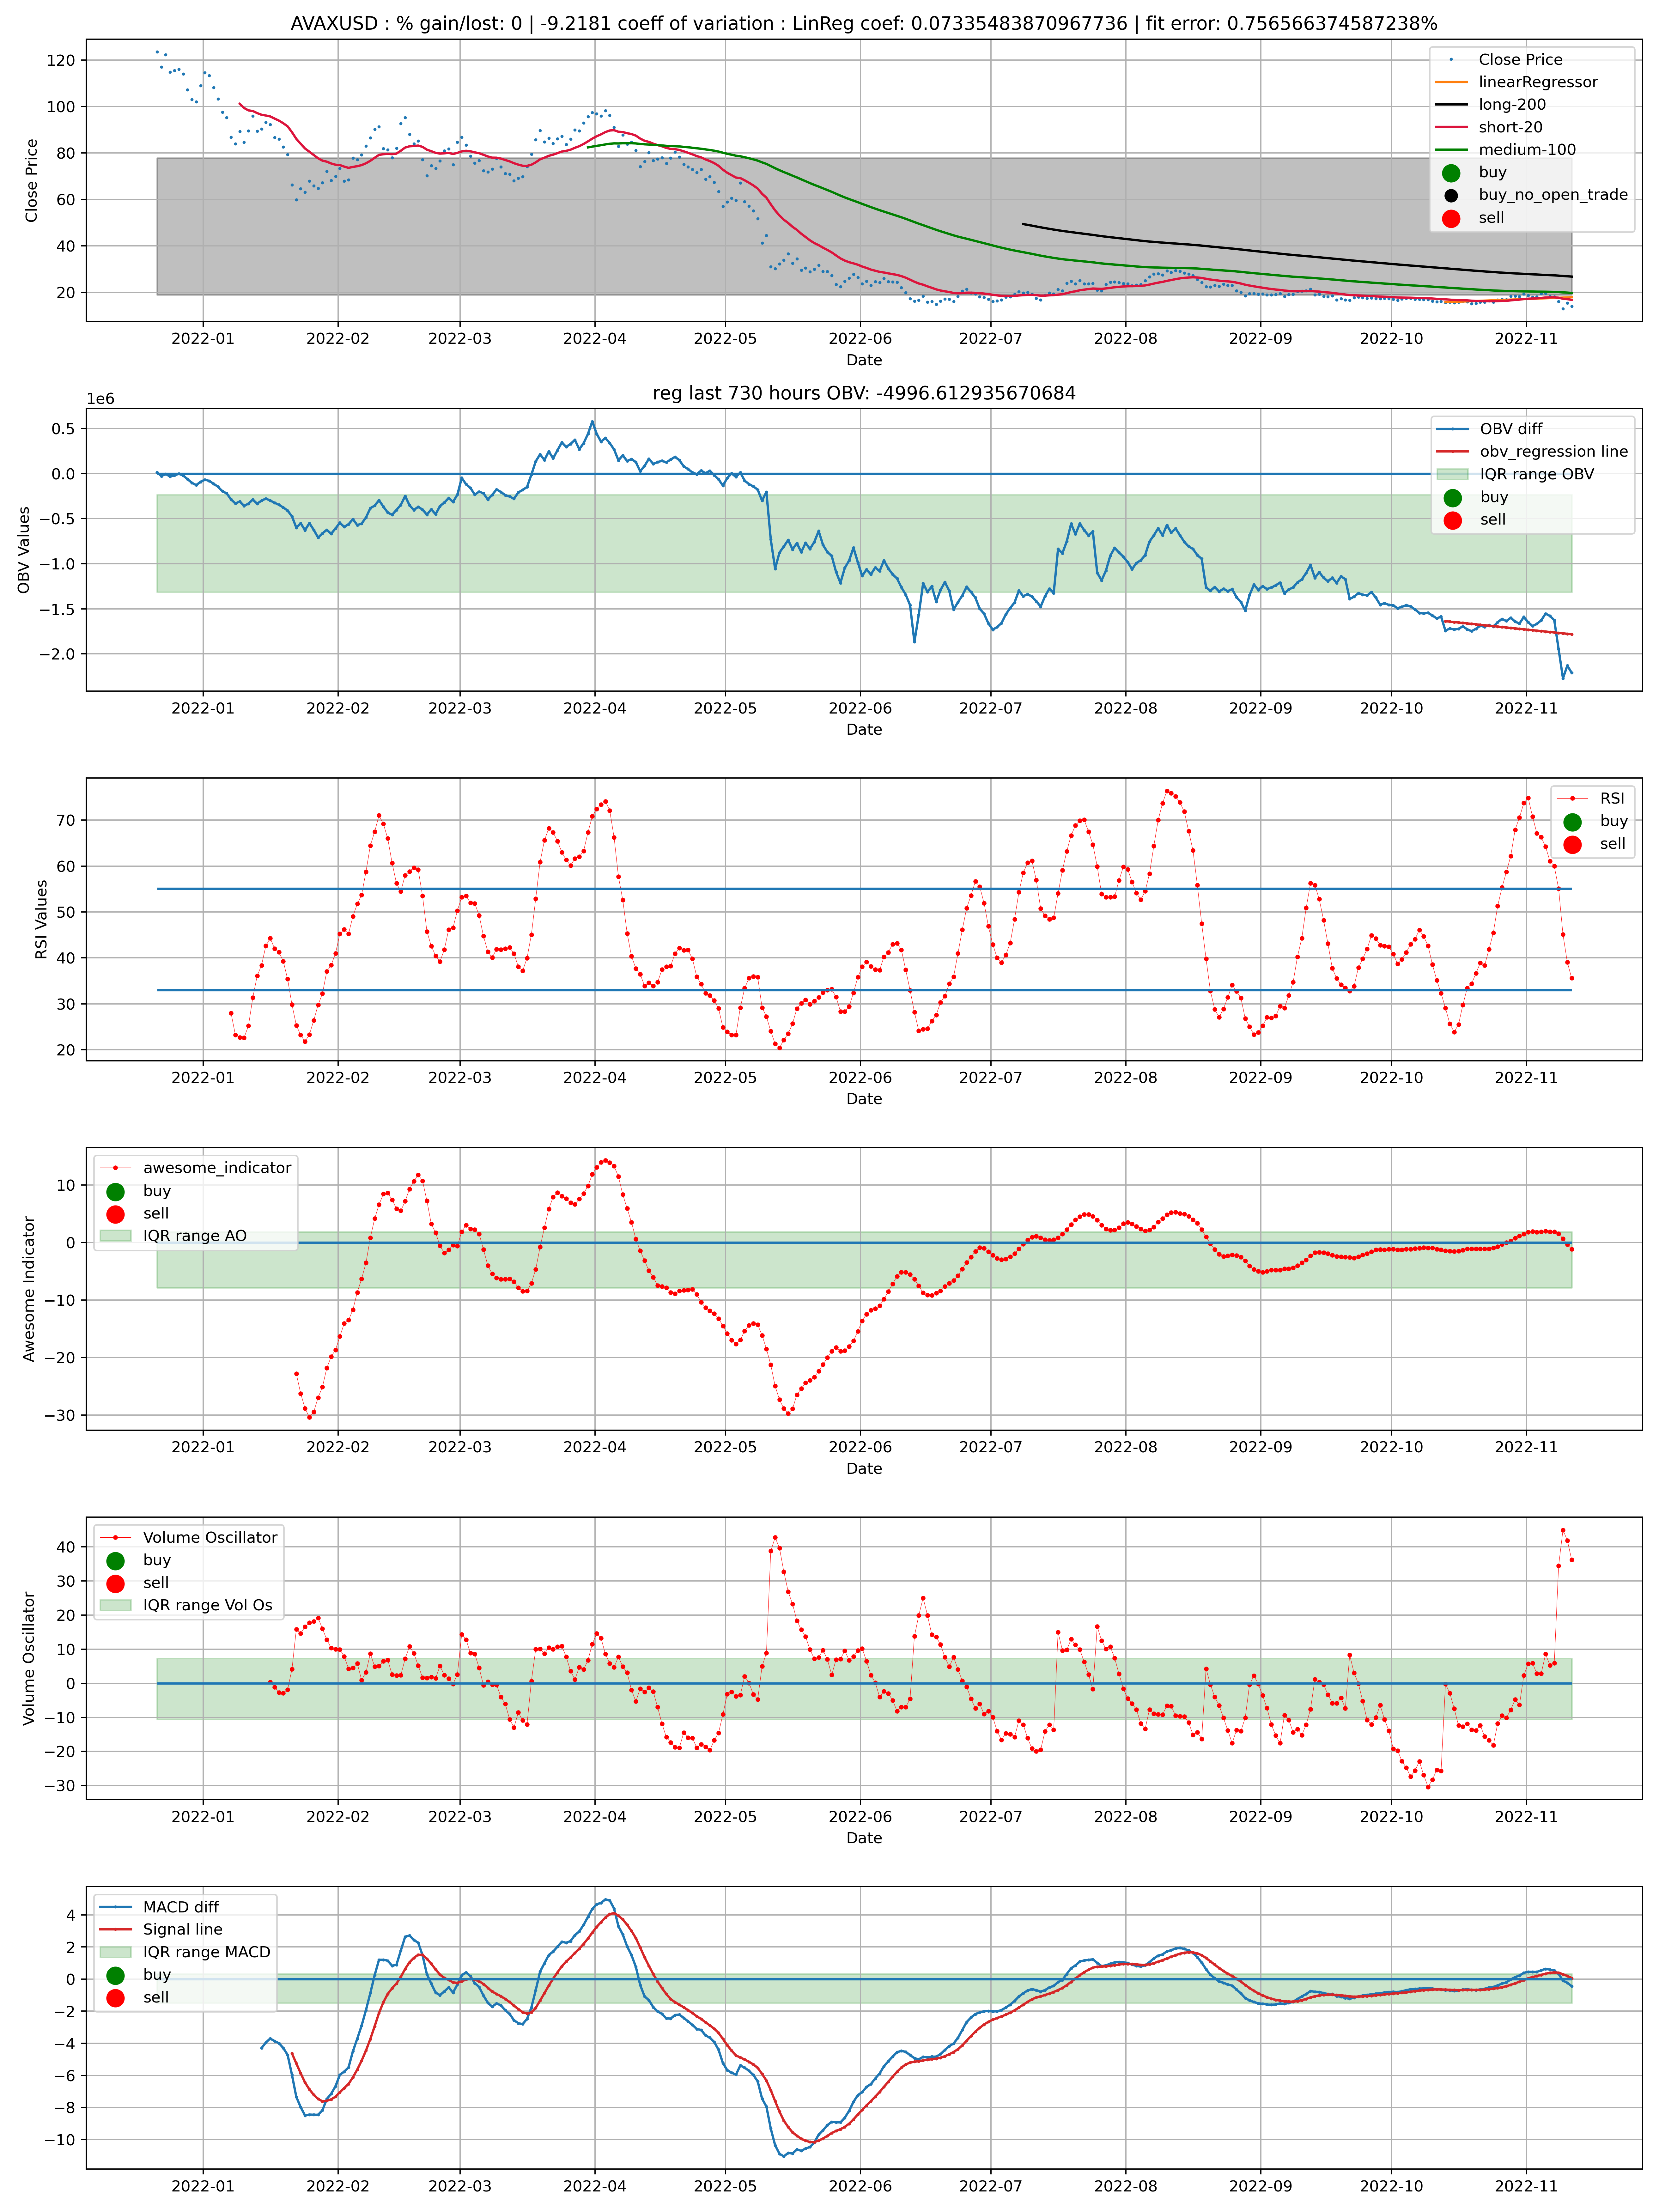 AVAXUSD : % gain/lost: 0 | -9.2181 coeff of variation : LinReg coef: 0.07335483870967736 | fit error: 0.756566374587238%
Close Price
120
100
80
60
40
20
Close Price
linearRegressor
long-200
short-20
medium-100
buy
buy_no_open_trade
sell
2022-01 2022-02 2022-03 2022-04 2022-05 2022-06 2022-07 2022-08 2022-09 2022-10 2022-11
Date
reg last 730 hours OBV: -4996.612935670684
1e6
OBV Values
0.5
0.0
−0.5
−1.0
−1.5
−2.0
OBV diff
obv_regression line
IQR range OBV
buy
sell
2022-01 2022-02 2022-03 2022-04 2022-05 2022-06 2022-07 2022-08 2022-09 2022-10 2022-11
Date
RSI Values
70
60
50
40
30
20
RSI
buy
sell
2022-01 2022-02 2022-03 2022-04 2022-05 2022-06 2022-07 2022-08 2022-09 2022-10 2022-11
Date
Awesome Indicator
10
0
−10
−20
−30
awesome_indicator
buy
sell
IQR range AO
2022-01 2022-02 2022-03 2022-04 2022-05 2022-06 2022-07 2022-08 2022-09 2022-10 2022-11
Date
Volume Oscillator
40
30
20
10
0
−10
−20
−30
Volume Oscillator
buy
sell
IQR range Vol Os
2022-01 2022-02 2022-03 2022-04 2022-05 2022-06 2022-07 2022-08 2022-09 2022-10 2022-11
Date
4
2
0
−2
−4
−6
−8
−10
MACD diff
Signal line
IQR range MACD
buy
sell
2022-01 2022-02 2022-03 2022-04 2022-05 2022-06 2022-07 2022-08 2022-09 2022-10 2022-11